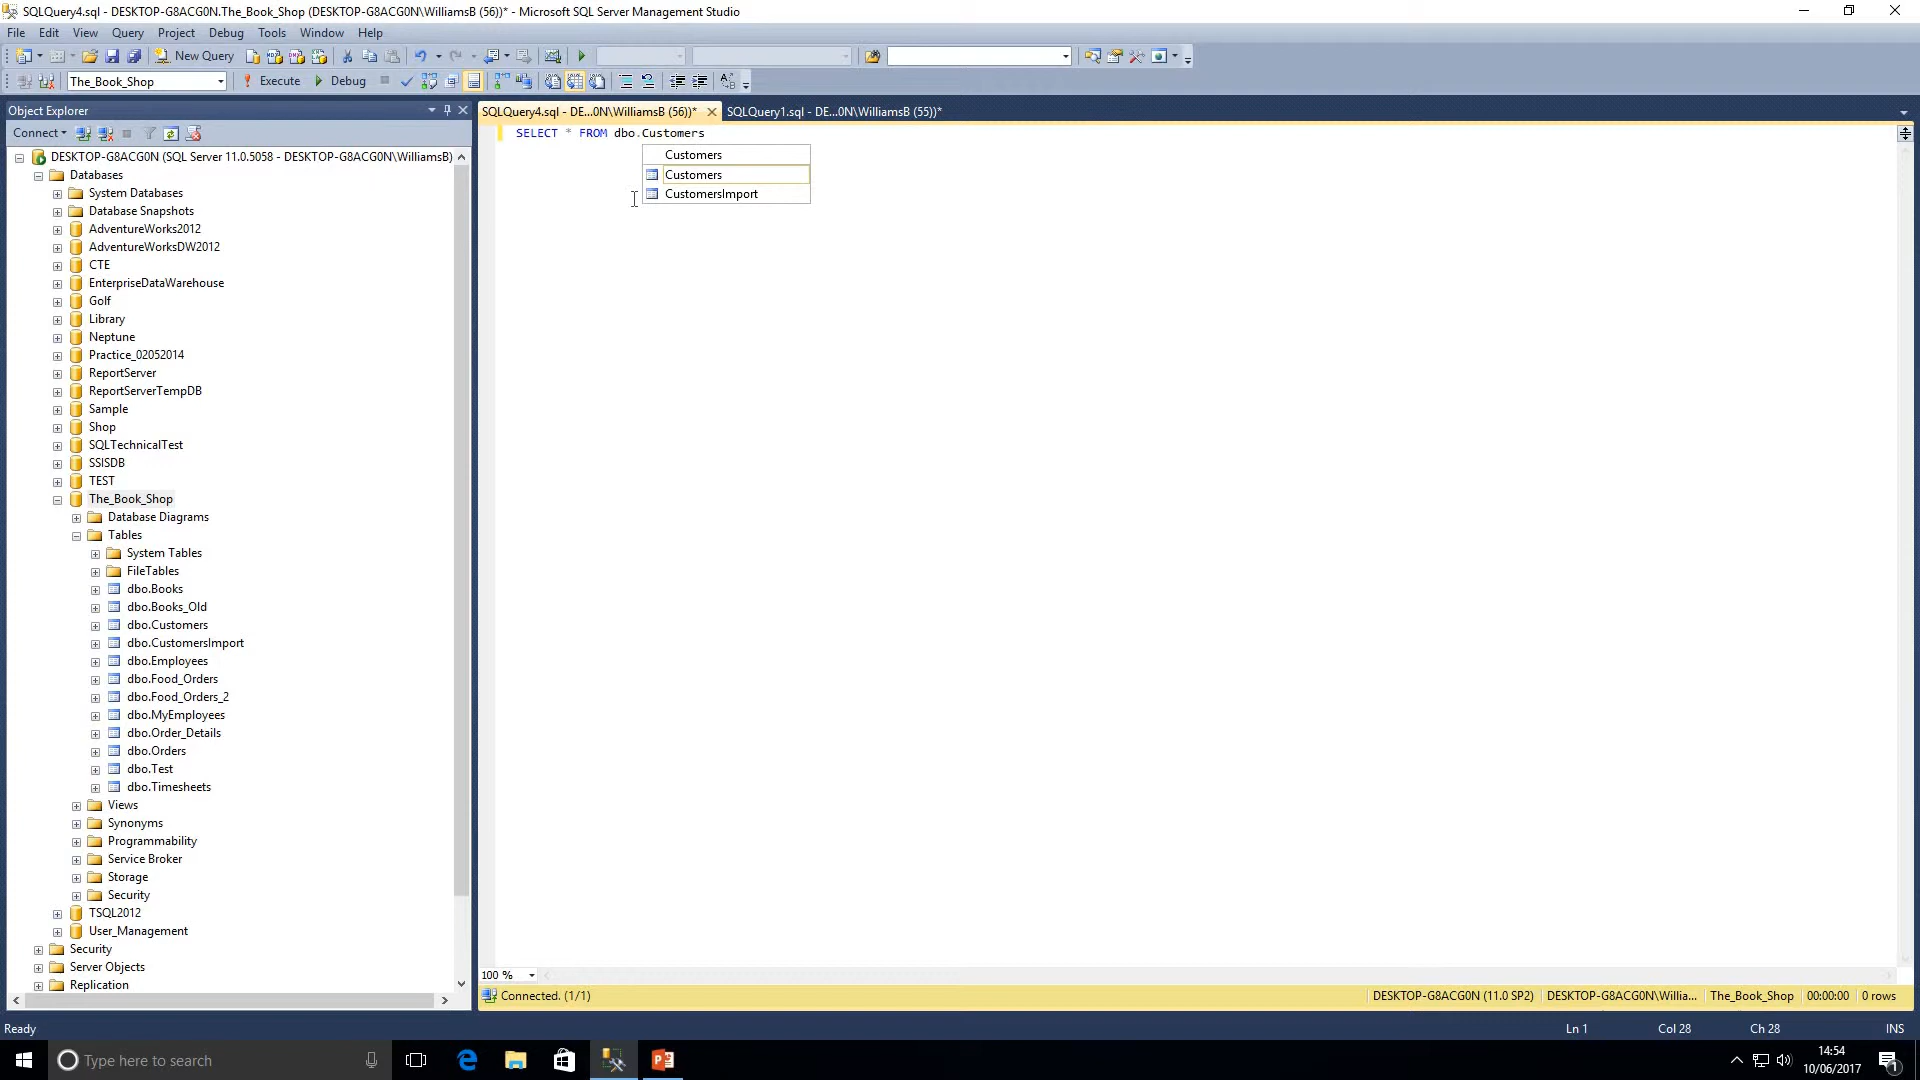 SQLQuery4.sql - DESKTOP-G8ACG0N.The_Book_Shop (DESKTOP-G8ACG0N\WilliamsB (56))* - Microsoft SQL Server Management Studio
File Edit View Query Project Debug Tools Window Help
New Query
The_Book_Shop Execute Debug
Object Explorer
SQLQuery4.sql - DE...0N\WilliamsB (56))* SQLQuery1.sql - DE...0N\WilliamsB (55))*
Connect
SELECT * FROM dbo.Customers
Customers
Customers
CustomersImport
DESKTOP-G8ACG0N (SQL Server 11.0.5058 - DESKTOP-G8ACG0N\WilliamsB)
Databases
System Databases
Database Snapshots
AdventureWorks2012
AdventureWorksDW2012
CTE
EnterpriseDataWarehouse
Golf
Library
Neptune
Practice_02052014
ReportServer
ReportServerTempDB
Sample
Shop
SQLTechnicalTest
SSISDB
TEST
The_Book_Shop
Database Diagrams
Tables
System Tables
FileTables
dbo.Books
dbo.Books_Old
dbo.Customers
dbo.CustomersImport
dbo.Employees
dbo.Food_Orders
dbo.Food_Orders_2
dbo.MyEmployees
dbo.Order_Details
dbo.Orders
dbo.Test
dbo.Timesheets
Views
Synonyms
Programmability
Service Broker
Storage
Security
TSQL2012
User_Management
Security
Server Objects
Replication
100 %
Connected. (1/1) DESKTOP-G8ACG0N (11.0 SP2) DESKTOP-G8ACG0N\Willia... The_Book_Shop 00:00:00 0 rows
Ready Ln 1 Col 28 Ch 28 INS
Type here to search
14:54
10/06/2017
1